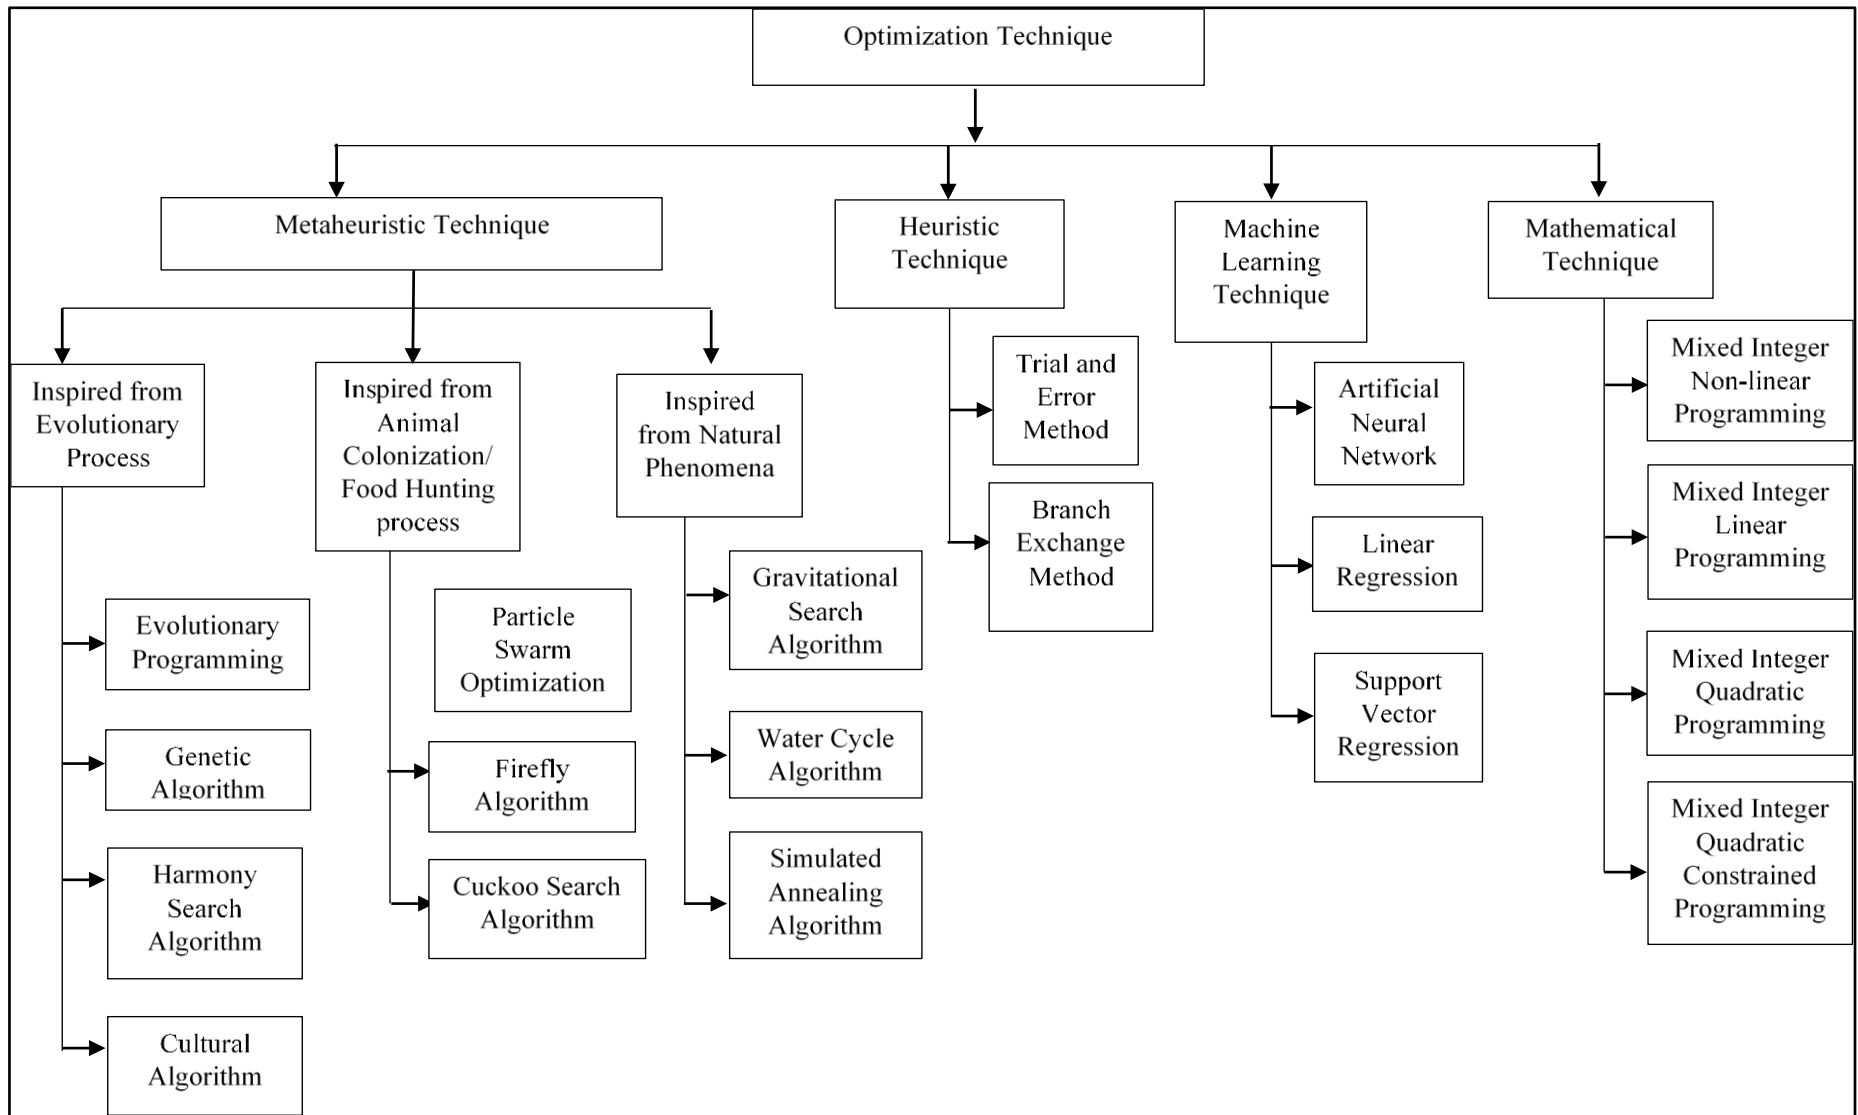 Optimization Technique
Metaheuristic Technique
Heuristic
Technique
Machine
Learning
Technique
Mathematical
Technique
Inspired from
Evolutionary
Process
Inspired from
Animal
Colonization/
Food Hunting
process
Inspired
from Natural
Phenomena
Evolutionary
Programming
Genetic
Algorithm
Harmony
Search
Algorithm
Cultural
Algorithm
Particle
Swarm
Optimization
Firefly
Algorithm
Cuckoo Search
Algorithm
Gravitational
Search
Algorithm
Water Cycle
Algorithm
Simulated
Annealing
Algorithm
Trial and
Error
Method
Branch
Exchange
Method
Artificial
Neural
Network
Linear
Regression
Support
Vector
Regression
Mixed Integer
Non-linear
Programming
Mixed Integer
Linear
Programming
Mixed Integer
Quadratic
Programming
Mixed Integer
Quadratic
Constrained
Programming